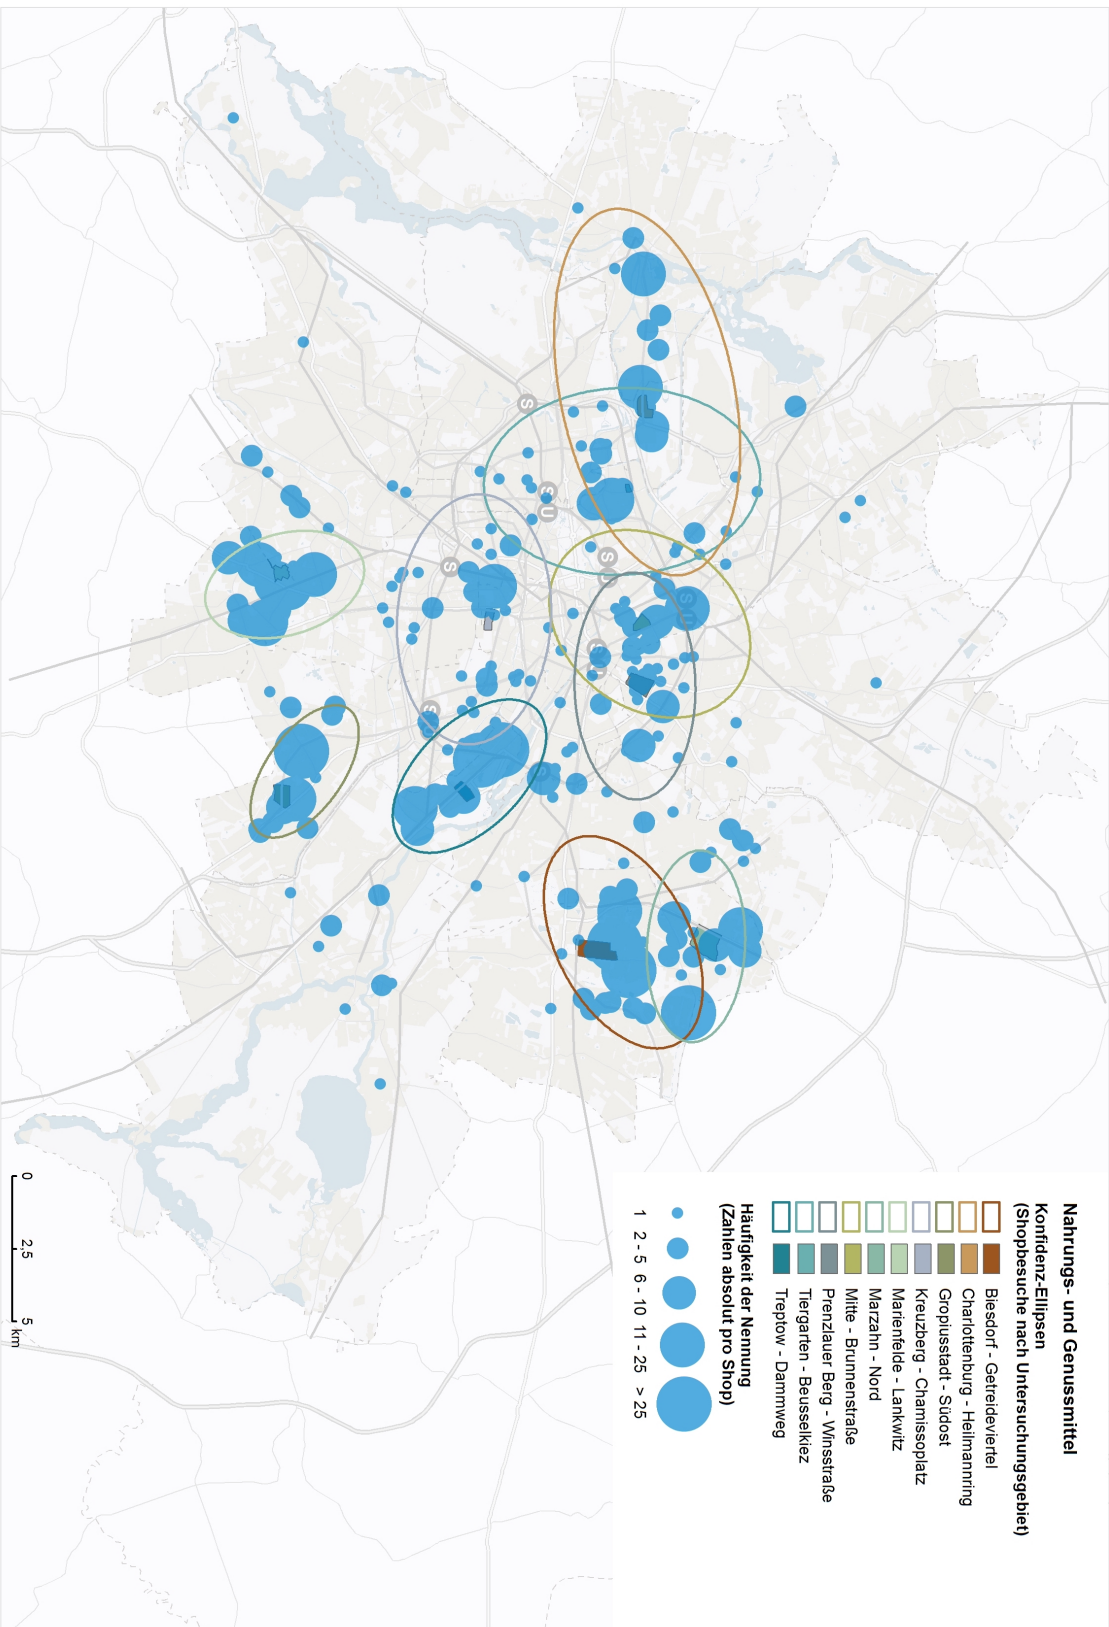 Nahrungs- und Genussmittel
Konfidenz-Ellipsen
(Shopbesuche nach Untersuchungsgebiet)
Biesdorf - Getreideviertel
Charlottenburg - Heilmannring
Gropiusstadt - Südost
Kreuzberg - Chamissoplatz
Marienfelde - Lankwitz
Marzahn - Nord
Mitte - Brunnenstraße
Prenzlauer Berg - Winsstraße
Tiergarten - Beusselkiez
Treptow - Dammweg
Häufigkeit der Nennung
(Zahlen absolut pro Shop)
1 2 - 5 6 - 10 11 - 25 > 25
0 2,5 5 km
S
S
U
S
S
S
U
S
S